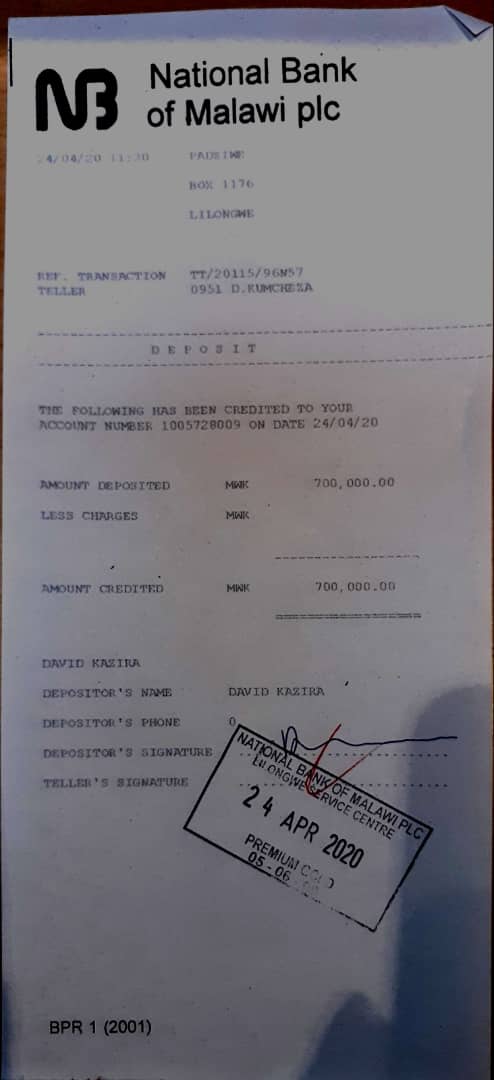 NB National Bank
of Malawi plc
24/04/20 11:30 PADSIWE
BOX 1176
LILONGWE
REF. TRANSACTION TT/20115/96N57
TELLER 0951 D.KUMCHEZA
DEPOSIT
THE FOLLOWING HAS BEEN CREDITED TO YOUR
ACCOUNT NUMBER 1005728009 ON DATE 24/04/20
AMOUNT DEPOSITED MWK 700,000.00
LESS CHARGES MWK
AMOUNT CREDITED MWK 700,000.00
DAVID KAZIRA
DEPOSITOR'S NAME DAVID KAZIRA
DEPOSITOR'S PHONE 0
DEPOSITOR'S SIGNATURE
TELLER'S SIGNATURE
NATIONAL BANK OF MALAWI PLC
LILONGWE SERVICE CENTRE
24 APR 2020
PREMIUM
05-06
BPR 1 (2001)